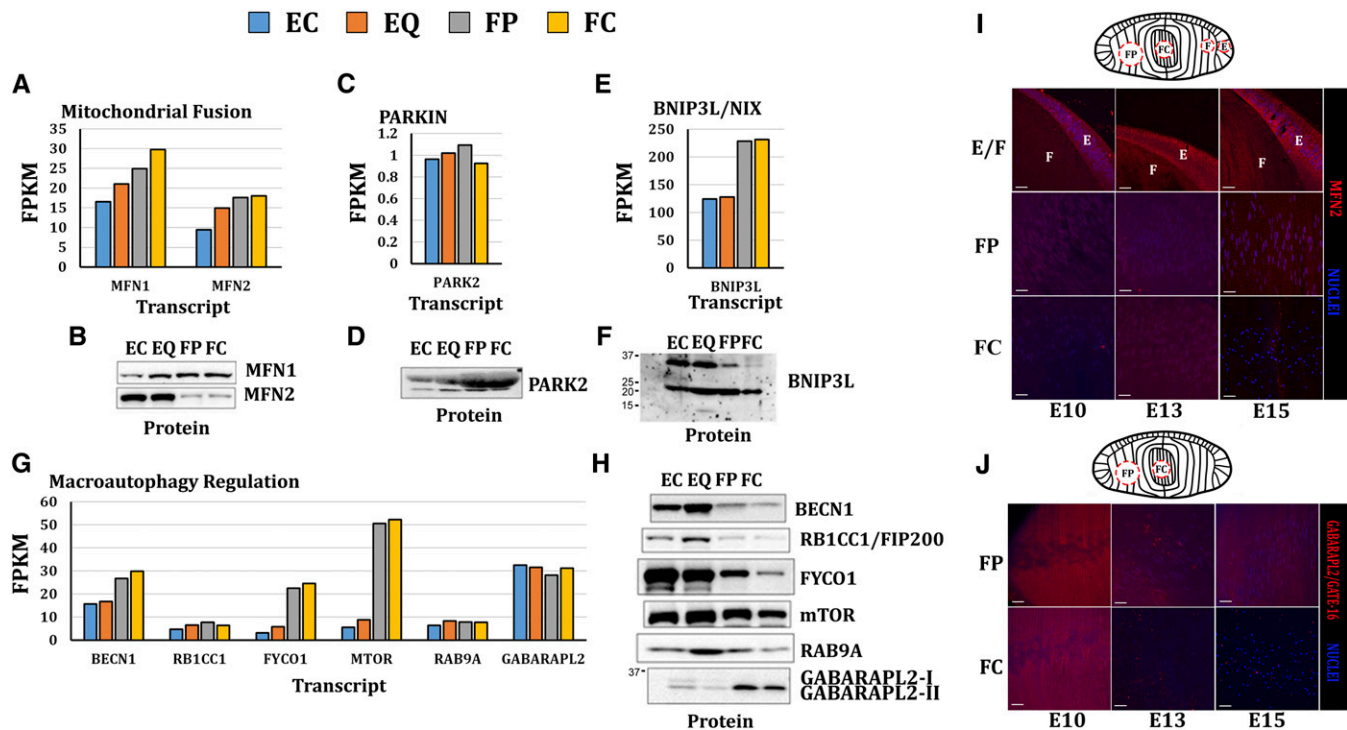 EC EQ FP FC
A
Mitochondrial Fusion
FPKM
35
30
25
20
15
10
5
0
MFN1 MFN2
Transcript
B
EC EQ FP FC
MFN1
MFN2
Protein
C
PARKIN
FPKM
1.2
1
0.8
0.6
0.4
0.2
0
PARK2
Transcript
D
EC EQ FP FC
PARK2
Protein
E
BNIP3L/NIX
FPKM
250
200
150
100
50
0
BNIP3L
Transcript
F
EC EQ FP FC
37
25
20
15
BNIP3L
Protein
G
Macroautophagy Regulation
FPKM
60
50
40
30
20
10
0
BECN1 RB1CC1 FYCO1 MTOR RAB9A GABARAPL2
Transcript
H
EC EQ FP FC
BECN1
RB1CC1/FIP200
FYCO1
mTOR
RAB9A
37
GABARAPL2-I
GABARAPL2-II
Protein
I
FP FC F E
E/F
E F
E F
E F
FP
FC
E10 E13 E15
MFN2
NUCLEI
J
FP FC
FP
FC
E10 E13 E15
GABARAPL2/GATE-16
NUCLEI